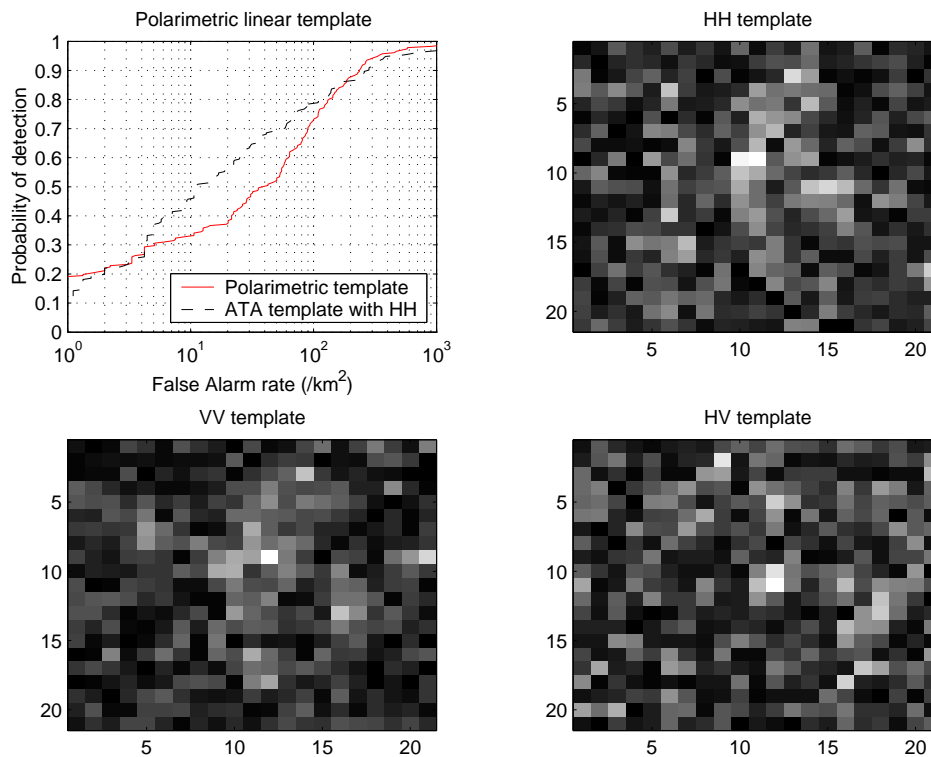 Polarimetric linear template
1
0.9
0.8
0.7
0.6
0.5
0.4
0.3
0.2
0.1
0
Probability of detection
Polarimetric template
ATA template with HH
10^0 10^1 10^2 10^3
False Alarm rate (/km^2)
HH template
5
10
15
20
5 10 15 20
VV template
5
10
15
20
5 10 15 20
HV template
5
10
15
20
5 10 15 20